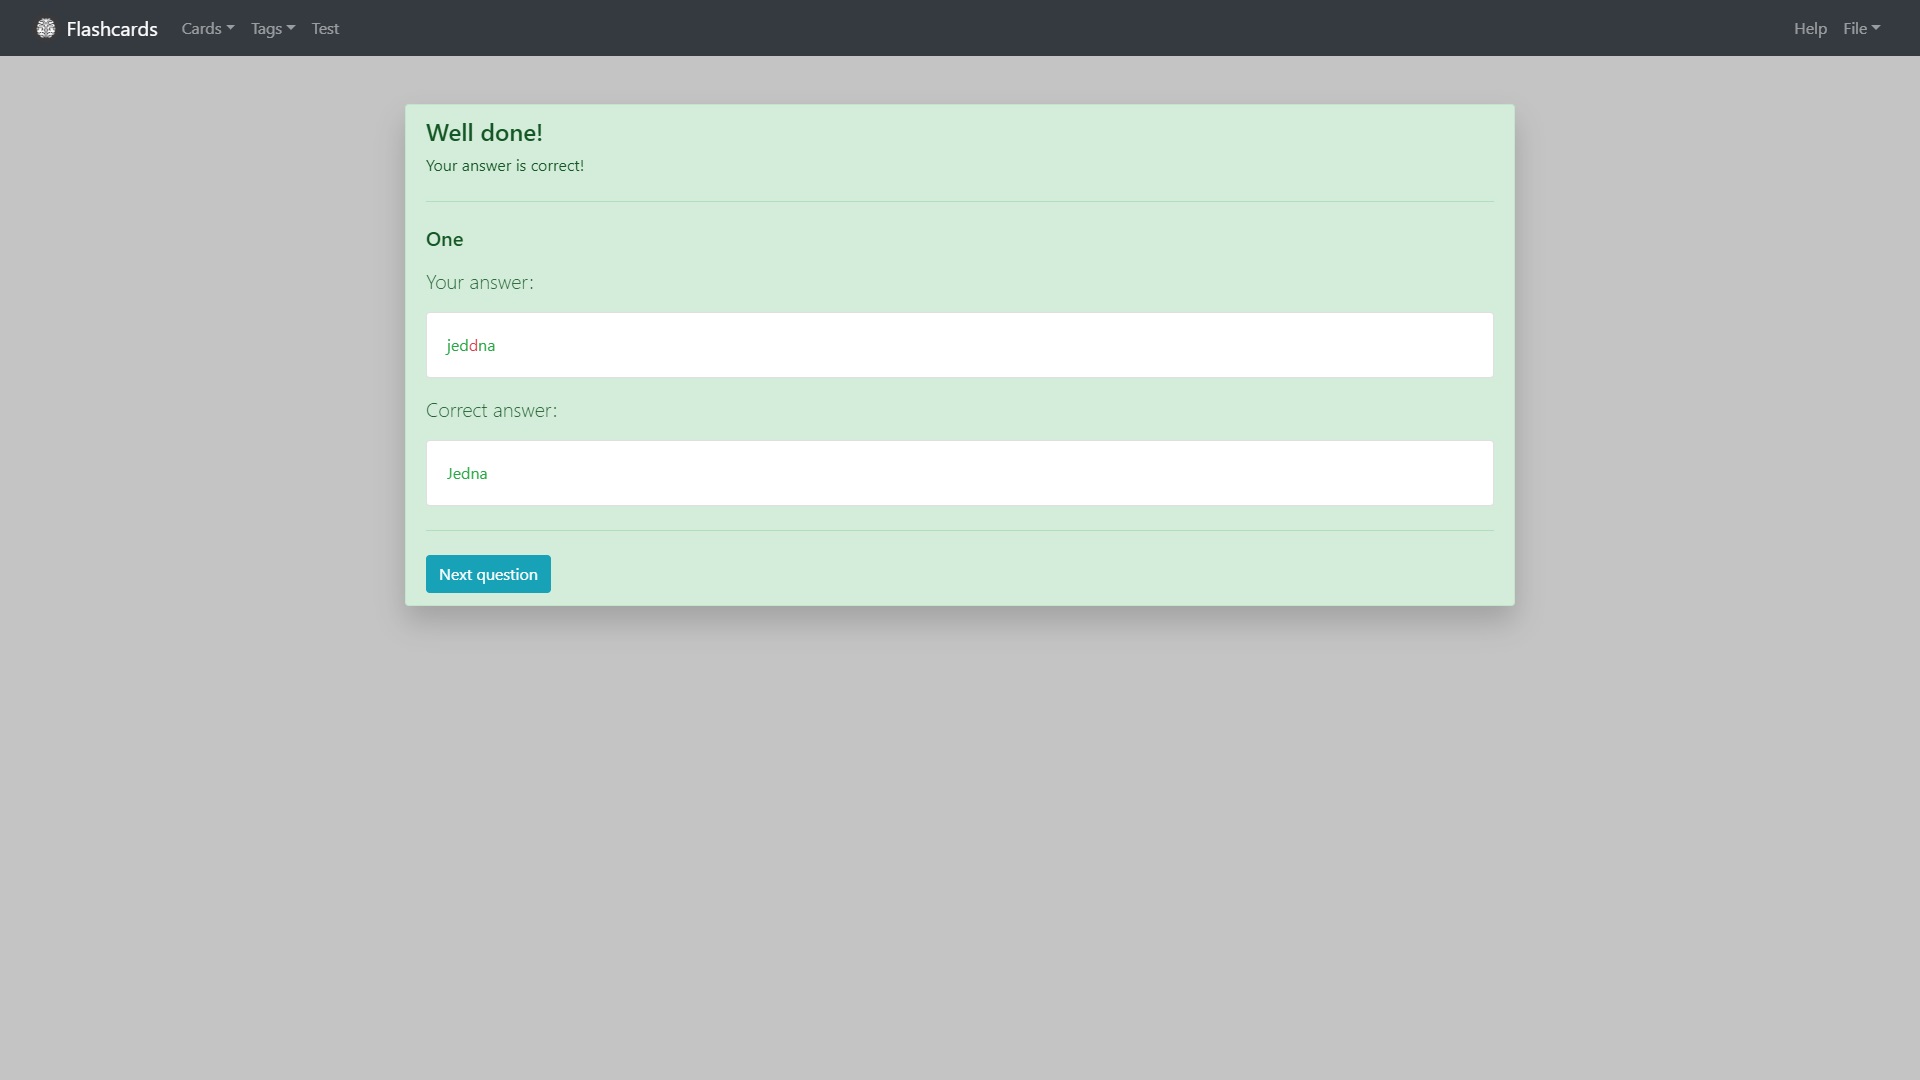 Flashcards Cards Tags Test Help File
Well done!
Your answer is correct!
One
Your answer:
jeddna
Correct answer:
Jedna
Next question